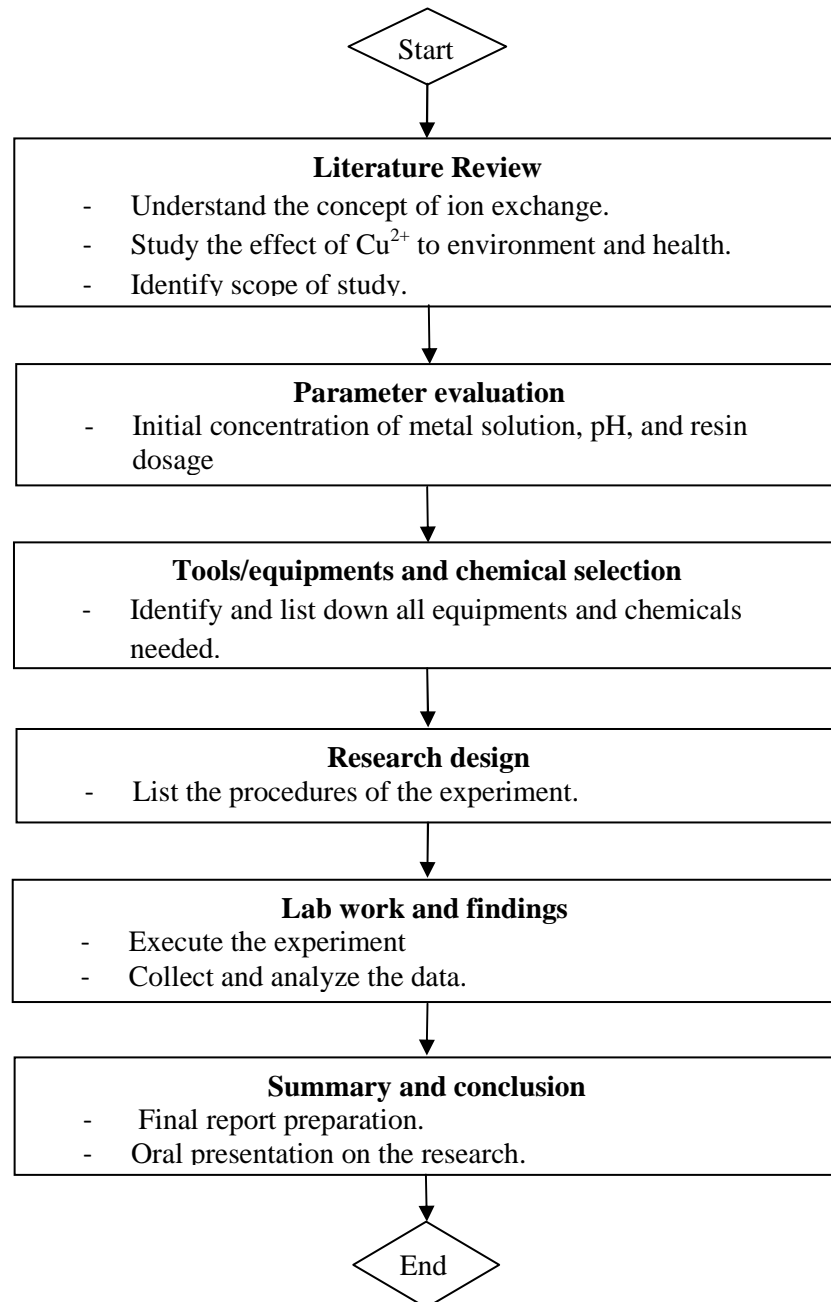 Start
Literature Review
- Understand the concept of ion exchange.
- Study the effect of Cu²⁺ to environment and health.
- Identify scope of study.
Parameter evaluation
- Initial concentration of metal solution, pH, and resin
dosage
Tools/equipments and chemical selection
- Identify and list down all equipments and chemicals
needed.
Research design
- List the procedures of the experiment.
Lab work and findings
- Execute the experiment
- Collect and analyze the data.
Summary and conclusion
- Final report preparation.
- Oral presentation on the research.
End